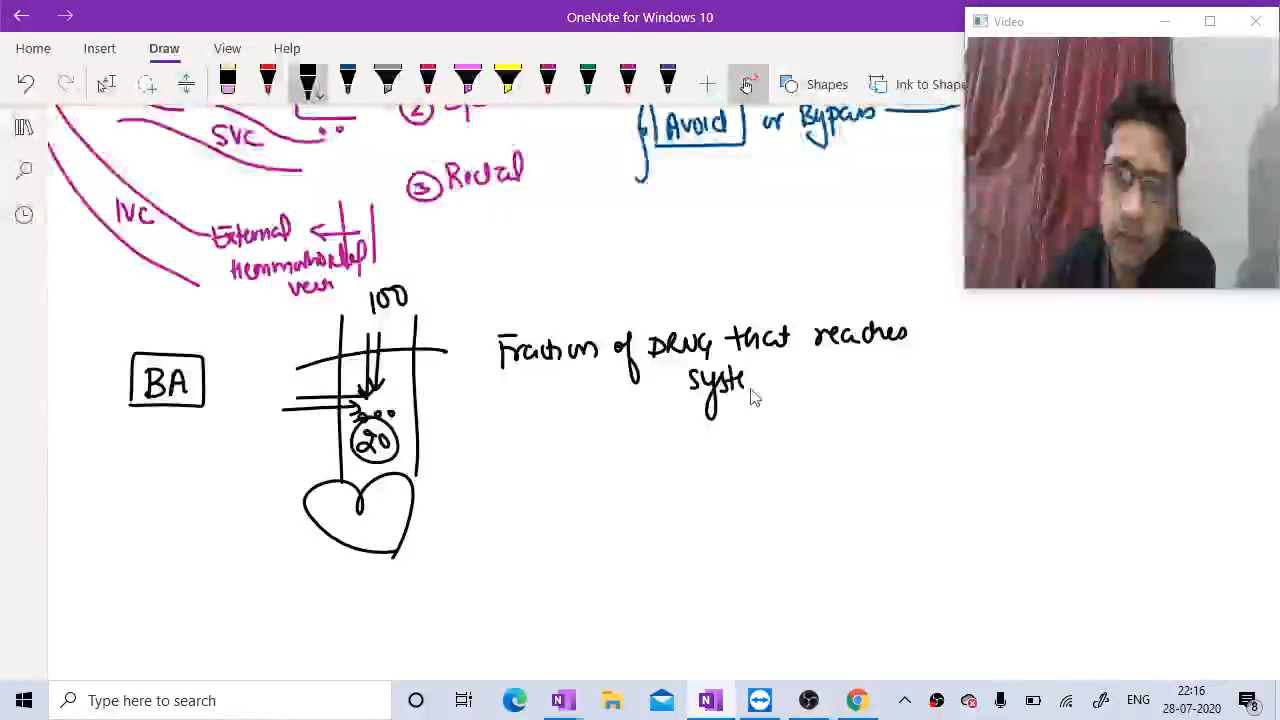 OneNote for Windows 10
Video
Home Insert Draw View Help
Shapes
Ink to Shape
SVC
Avoid or Bypass
③ Rectal
IVC
External
vein
100
BA
Fraction of DRUG that reaches
syste
20
Type here to search
ENG
22:16
28-07-2020
8